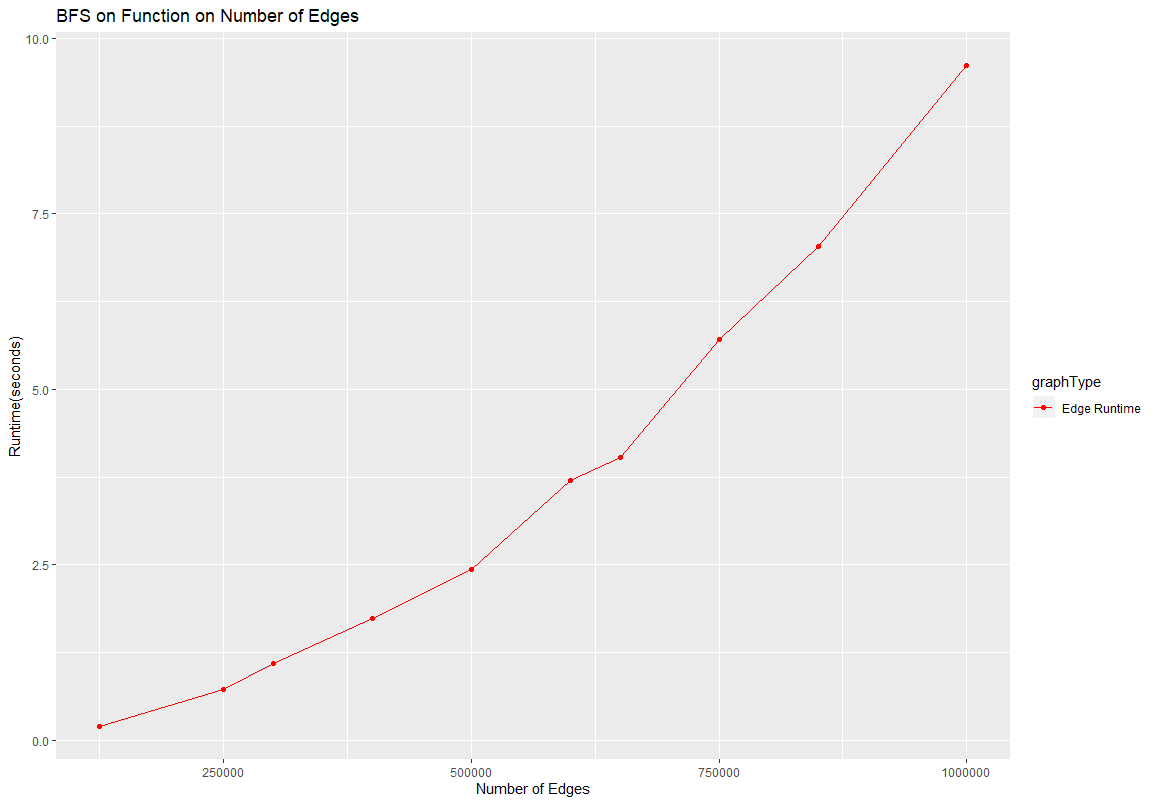 BFS on Function on Number of Edges
10.0
7.5
5.0
2.5
0.0
Runtime(seconds)
250000
500000
750000
1000000
Number of Edges
graphType
Edge Runtime